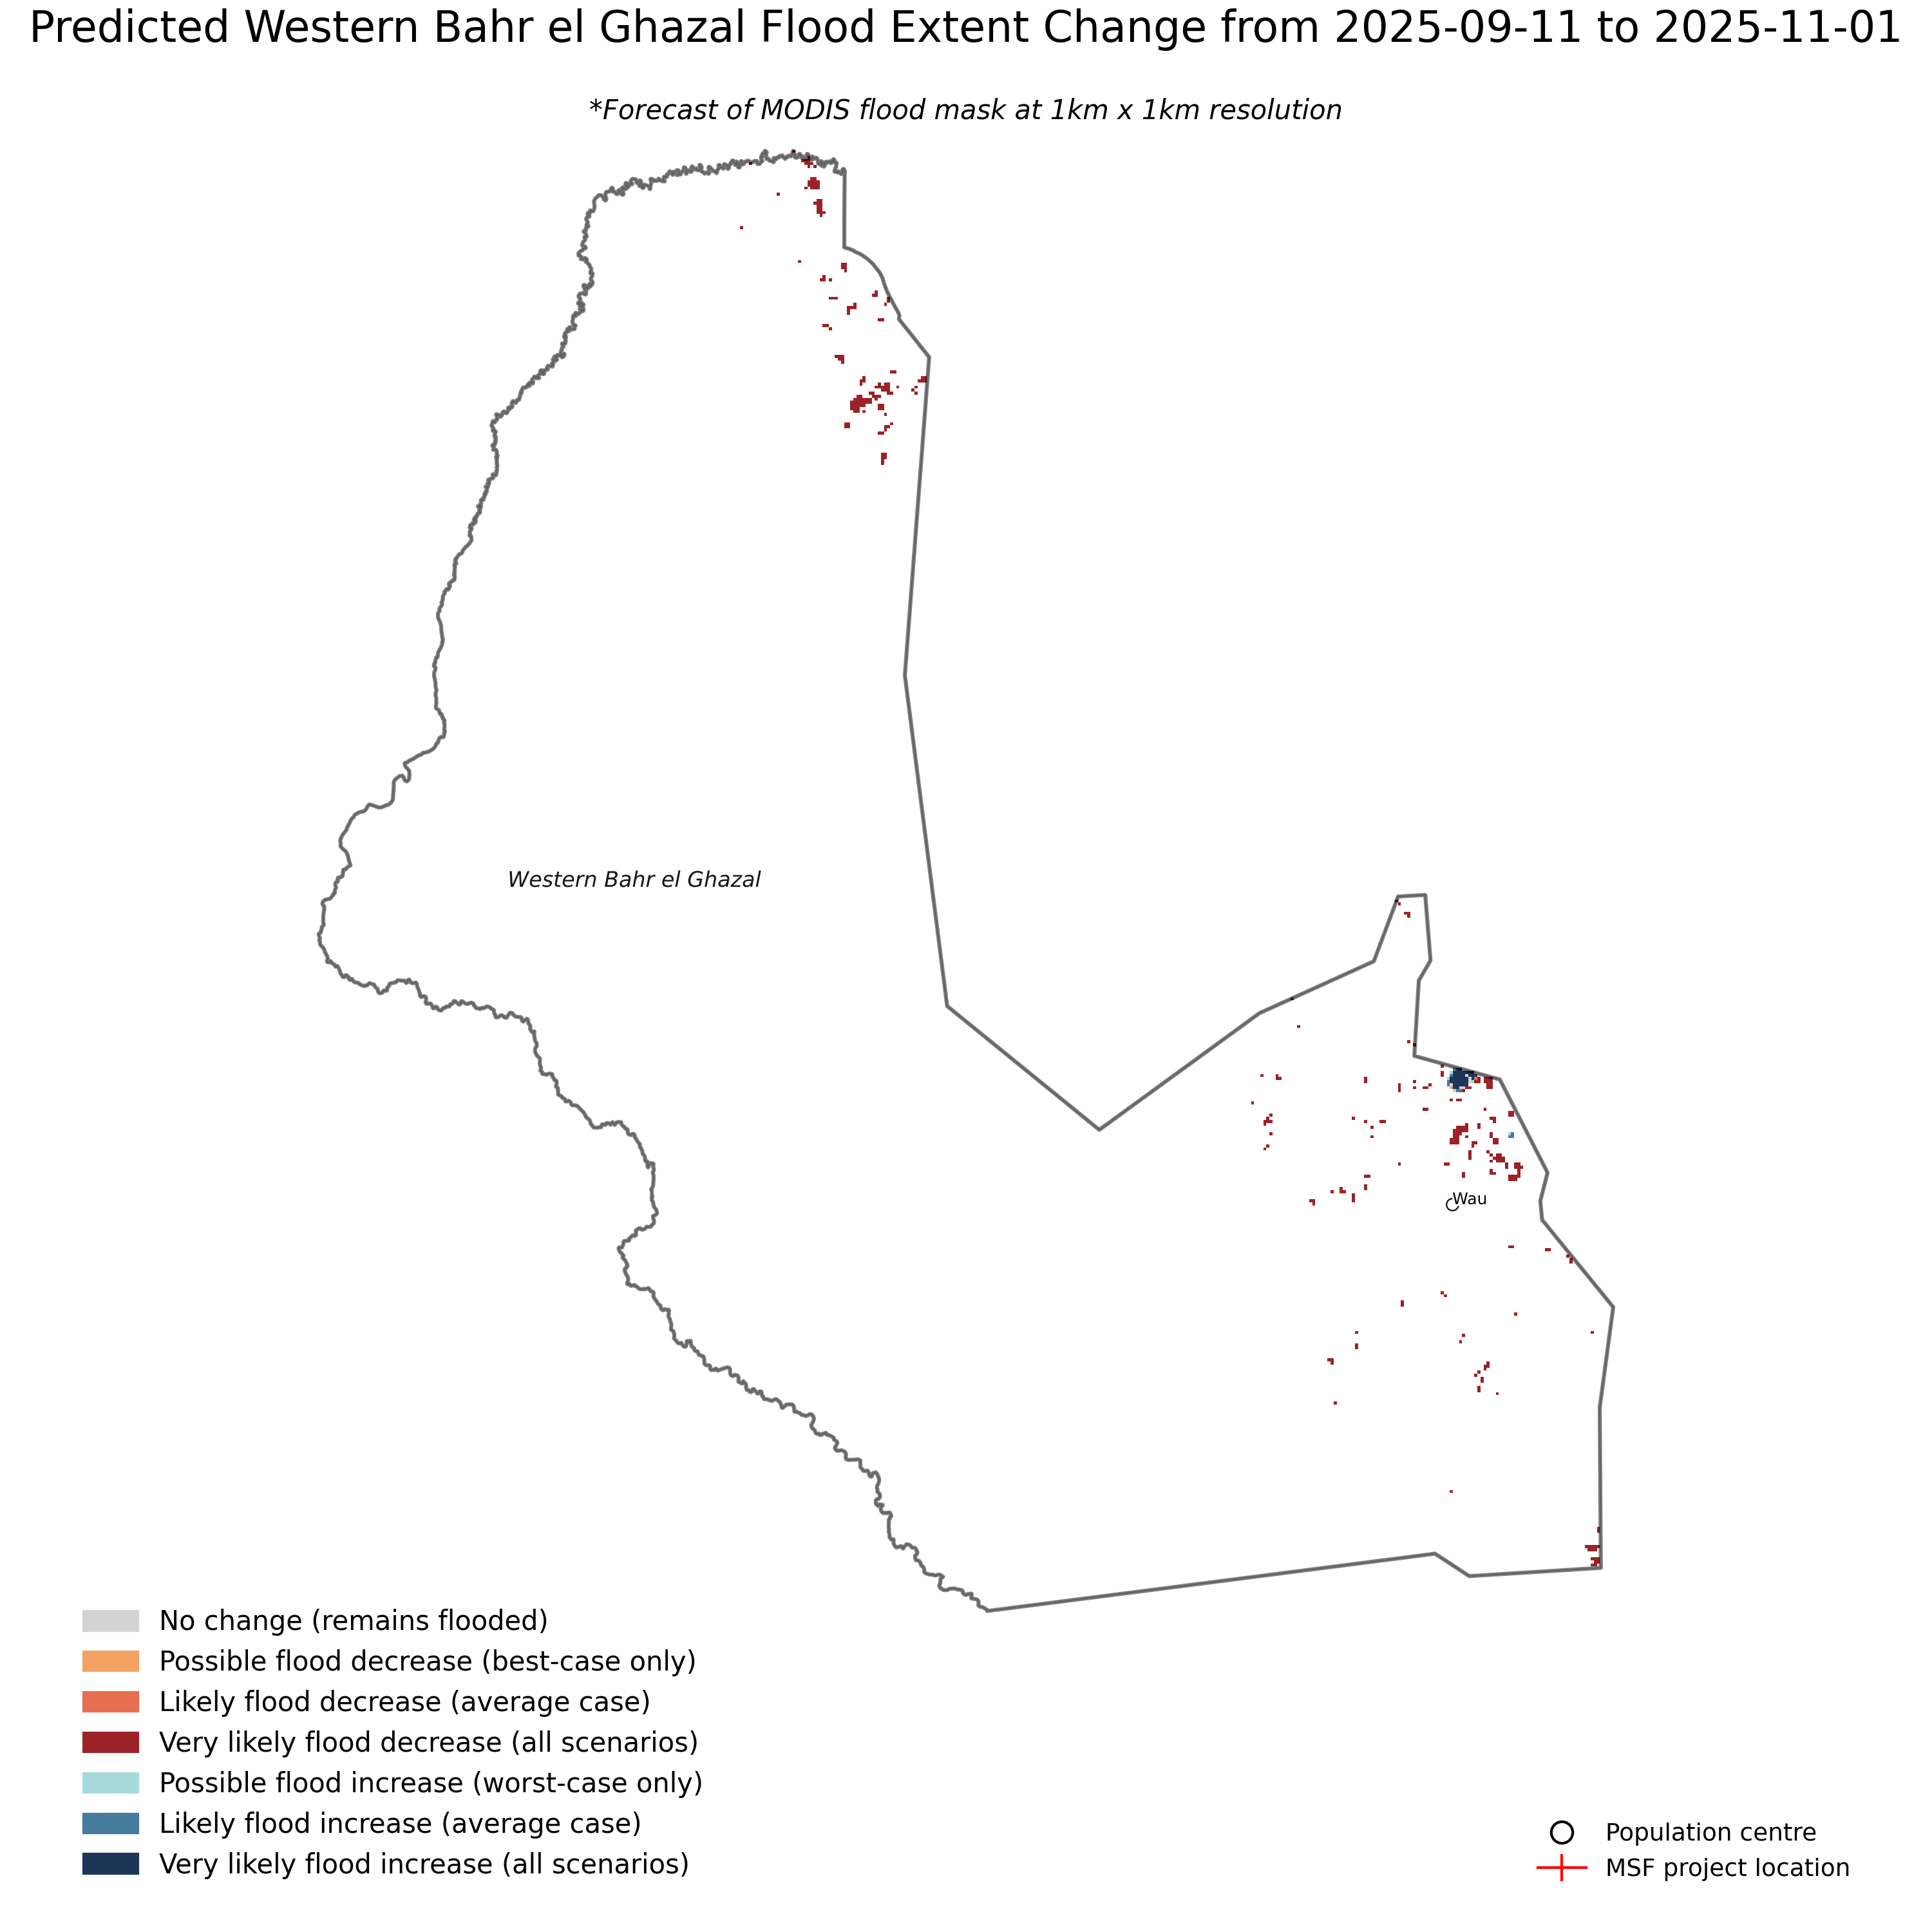 Predicted Western Bahr el Ghazal Flood Extent Change from 2025-09-11 to 2025-11-01
*Forecast of MODIS flood mask at 1km x 1km resolution
Western Bahr el Ghazal
Wau
No change (remains flooded)
Possible flood decrease (best-case only)
Likely flood decrease (average case)
Very likely flood decrease (all scenarios)
Possible flood increase (worst-case only)
Likely flood increase (average case)
Very likely flood increase (all scenarios)
Population centre
MSF project location